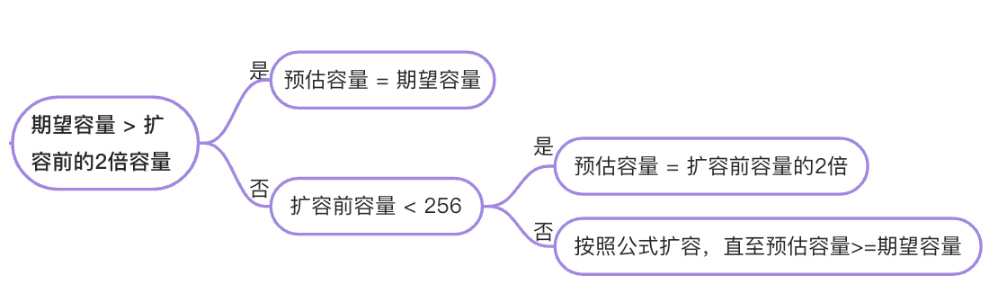 期望容量 > 扩
容前的2倍容量
是
预估容量 = 期望容量
否
扩容前容量 < 256
是
预估容量 = 扩容前容量的2倍
否
按照公式扩容，直至预估容量>=期望容量